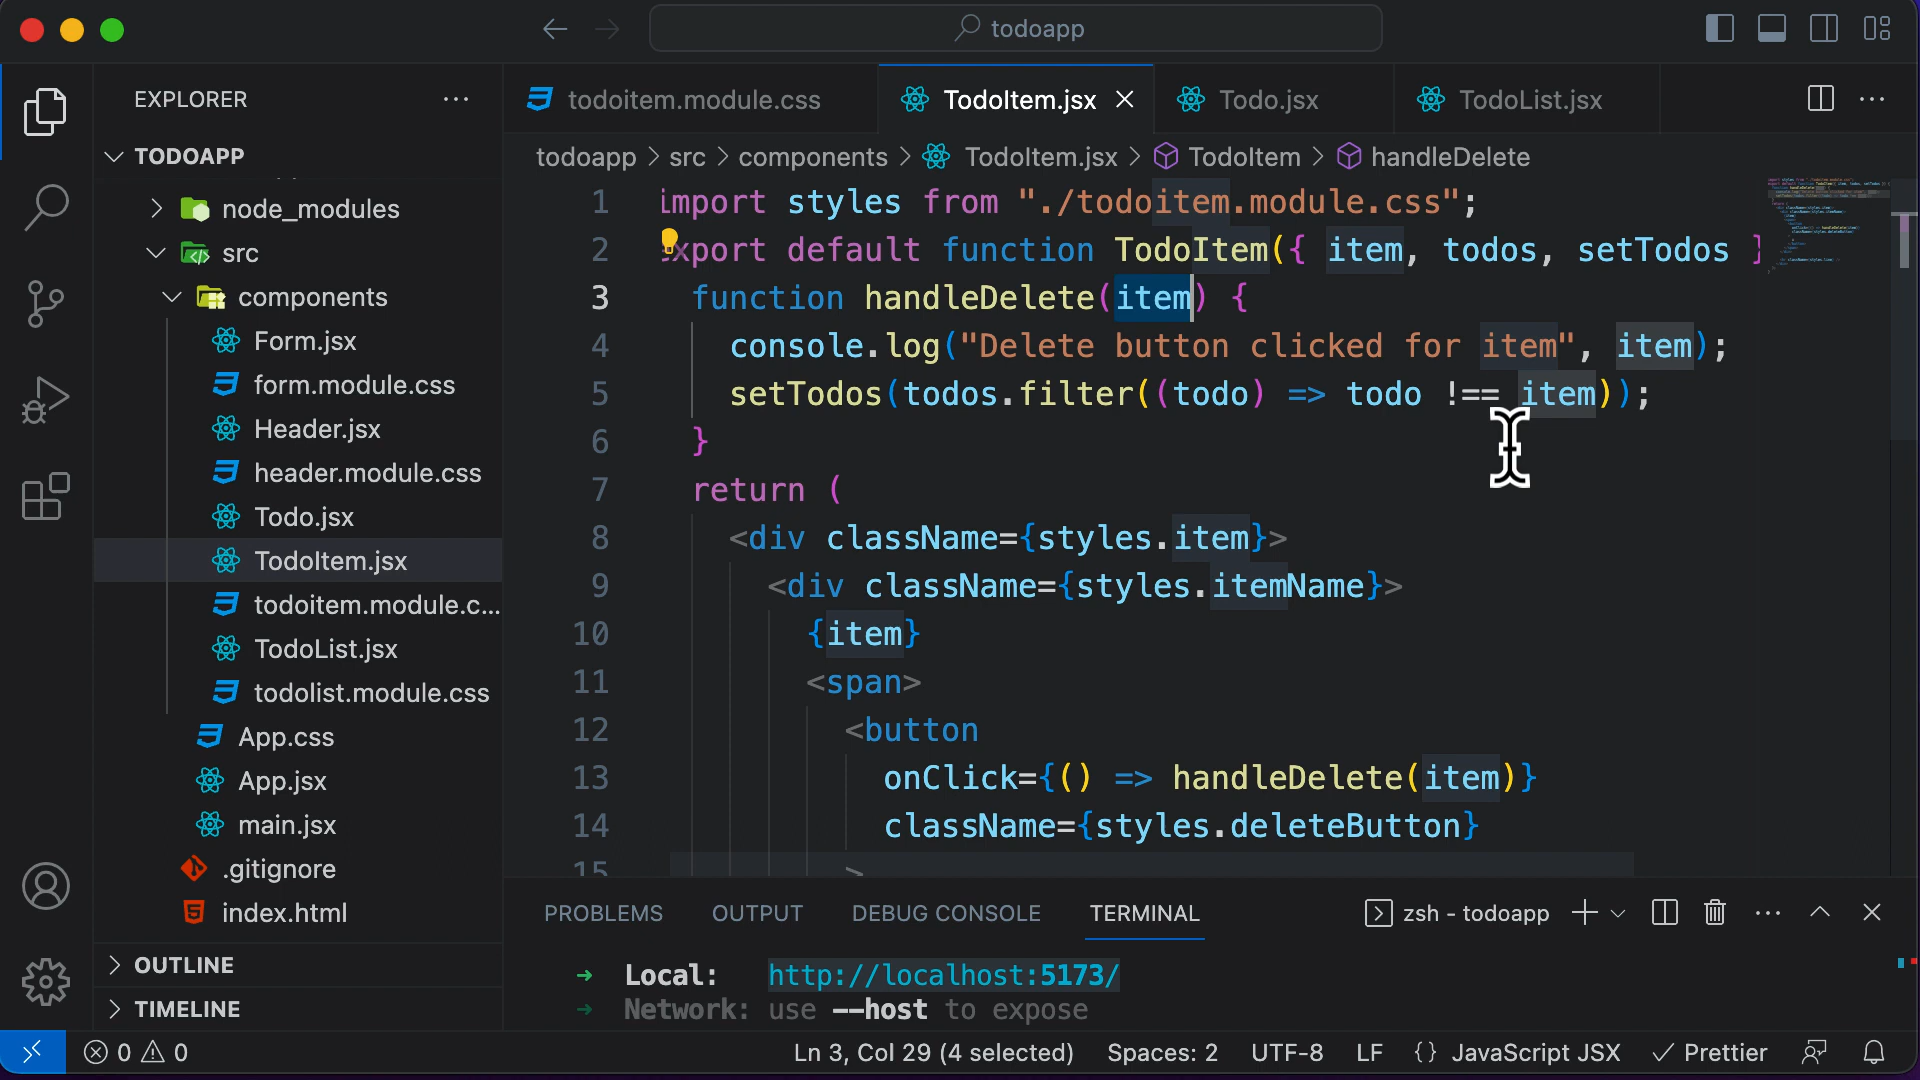 todoapp
EXPLORER
todoitem.module.css
TodoItem.jsx
Todo.jsx
TodoList.jsx
TODOAPP
todoapp > src > components > TodoItem.jsx > TodoItem > handleDelete
node_modules
src
components
Form.jsx
form.module.css
Header.jsx
header.module.css
Todo.jsx
TodoItem.jsx
todoitem.module.c...
TodoList.jsx
todolist.module.css
App.css
App.jsx
main.jsx
.gitignore
index.html
OUTLINE
TIMELINE
1 import styles from "./todoitem.module.css";
2 export default function TodoItem({ item, todos, setTodos }
3 function handleDelete(item) {
4 console.log("Delete button clicked for item", item);
5 setTodos(todos.filter((todo) => todo !== item));
6 }
7 return (
8 <div className={styles.item}>
9 <div className={styles.itemName}>
10 {item}
11 <span>
12 <button
13 onClick={() => handleDelete(item)}
14 className={styles.deleteButton}
15 >
PROBLEMS OUTPUT DEBUG CONSOLE TERMINAL
zsh - todoapp
➜ Local: http://localhost:5173/
➜ Network: use --host to expose
0 0
Ln 3, Col 29 (4 selected) Spaces: 2 UTF-8 LF {} JavaScript JSX ✓ Prettier